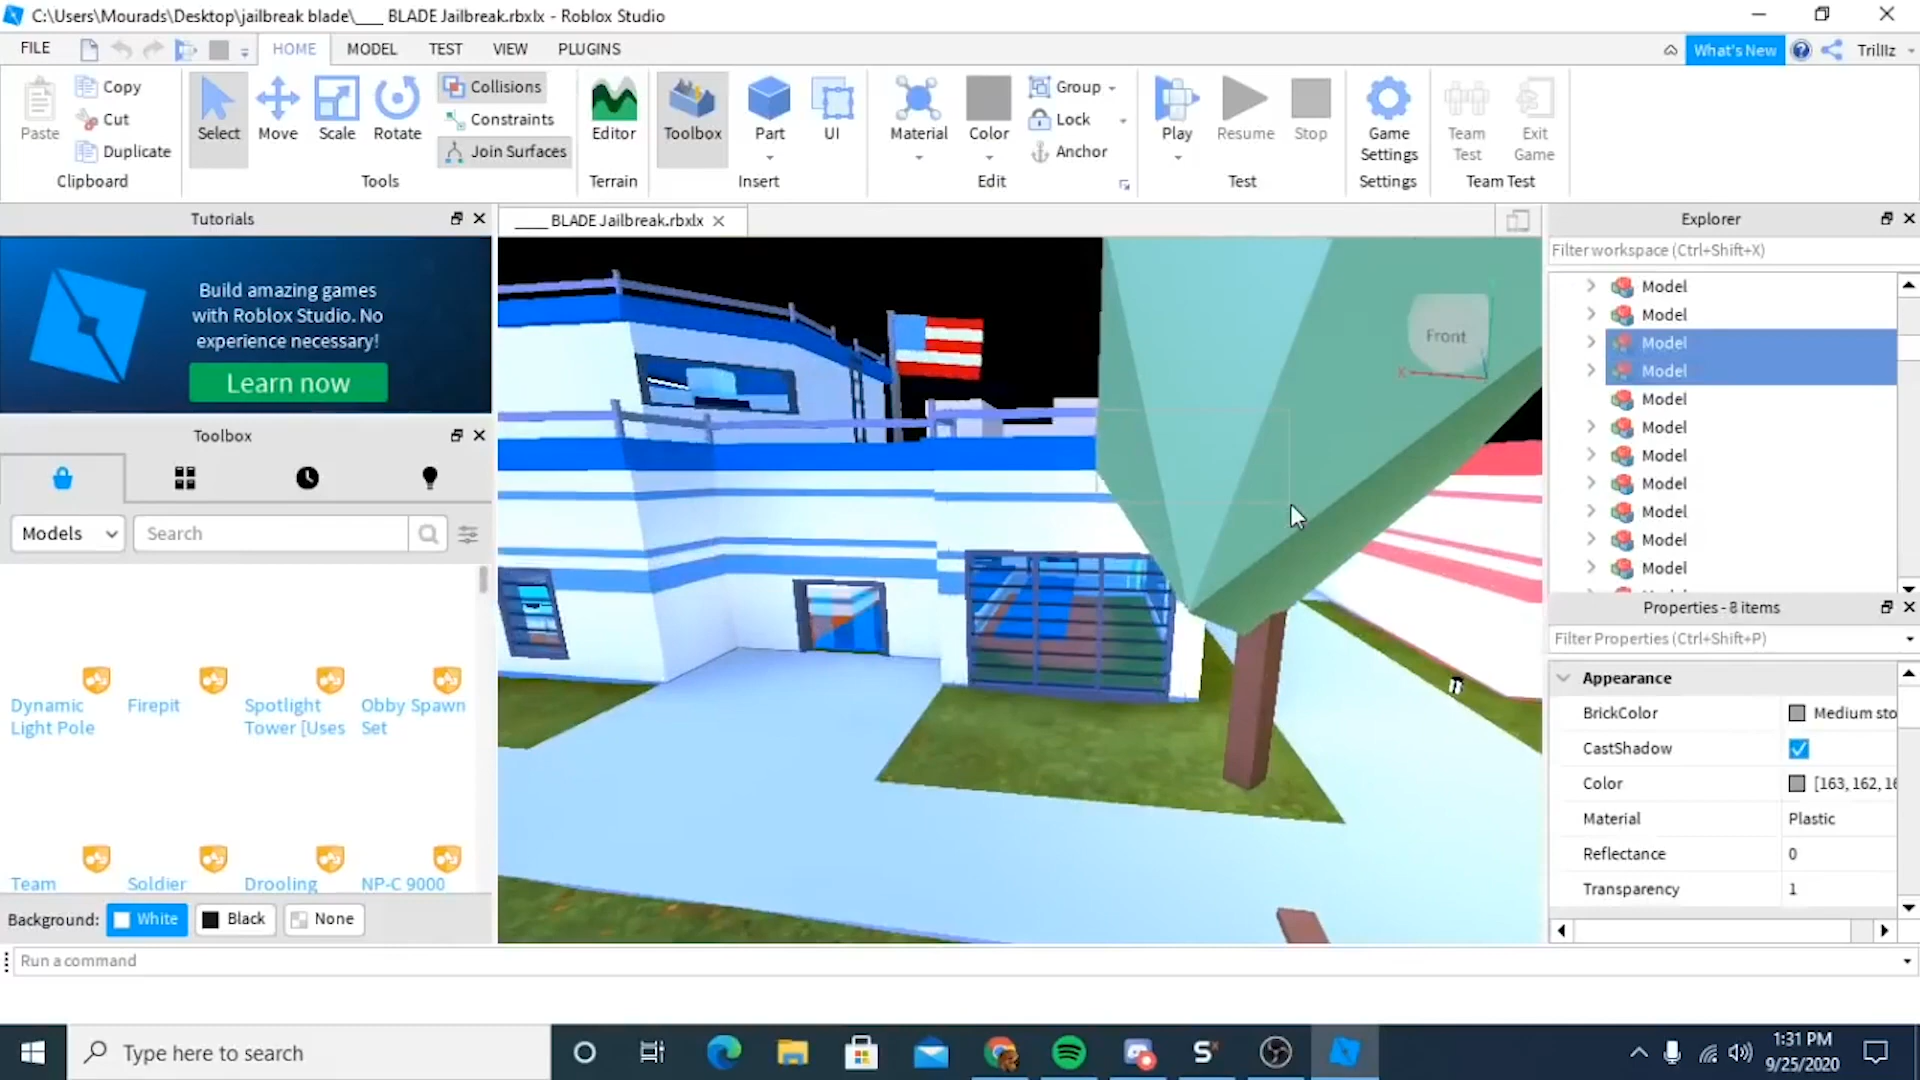 C:\Users\Mourads\Desktop\jailbreak blade\___ BLADE Jailbreak.rbxlx - Roblox Studio
FILE
HOME
MODEL
TEST
VIEW
PLUGINS
What's New
Trilllz
Paste
Copy
Cut
Duplicate
Clipboard
Select
Move
Scale
Rotate
Collisions
Constraints
Join Surfaces
Tools
Editor
Terrain
Toolbox
Part
UI
Insert
Material
Color
Group
Lock
Anchor
Edit
Play
Resume
Stop
Test
Game
Settings
Settings
Team
Test
Exit
Game
Team Test
Tutorials
Build amazing games
with Roblox Studio. No
experience necessary!
Learn now
Toolbox
Models
Search
Dynamic
Light Pole
Firepit
Spotlight
Tower [Uses
Obby Spawn
Set
Team
Soldier
Drooling
NP-C 9000
Background:
White
Black
None
____ BLADE Jailbreak.rbxlx
Front
X
Explorer
Filter workspace (Ctrl+Shift+X)
Model
Model
Model
Model
Model
Model
Model
Model
Model
Model
Model
Properties - 8 items
Filter Properties (Ctrl+Shift+P)
Appearance
BrickColor
Medium sto
CastShadow
Color
[163, 162, 16
Material
Plastic
Reflectance
0
Transparency
1
Run a command
Type here to search
1:31 PM
9/25/2020